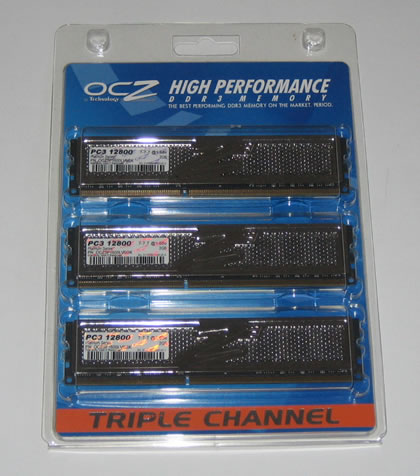 OCZ
Technology
HIGH PERFORMANCE
DDR3 MEMORY
THE BEST PERFORMING DDR3 MEMORY ON THE MARKET. PERIOD.
PC3 12800
PC3 12800
PC3 12800
TRIPLE CHANNEL